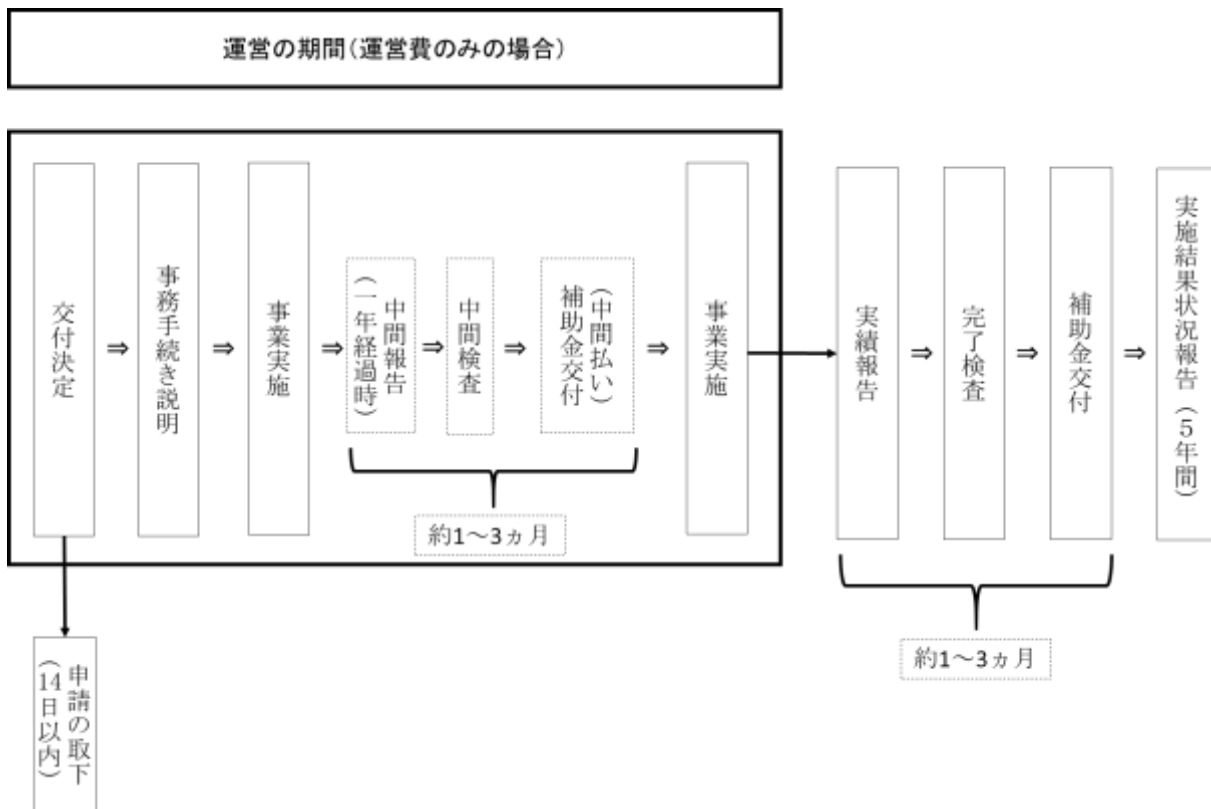 運営の期間（運営費のみの場合）
交付決定
⇒
事務手続き説明
⇒
事業実施
⇒
中間報告
（一年経過時）
⇒
中間検査
⇒
（中間払い）
補助金交付
⇒
事業実施
実績報告
⇒
完了検査
⇒
補助金交付
⇒
実施結果状況報告（5年間）
約1～3ヵ月
約1～3ヵ月
申請の取下
（14日以内）